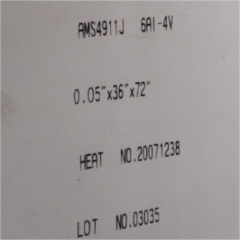 AMS4911J 6Al-4V
0.05"x36"x72"
HEAT NO.20071238
LOT NO.03035